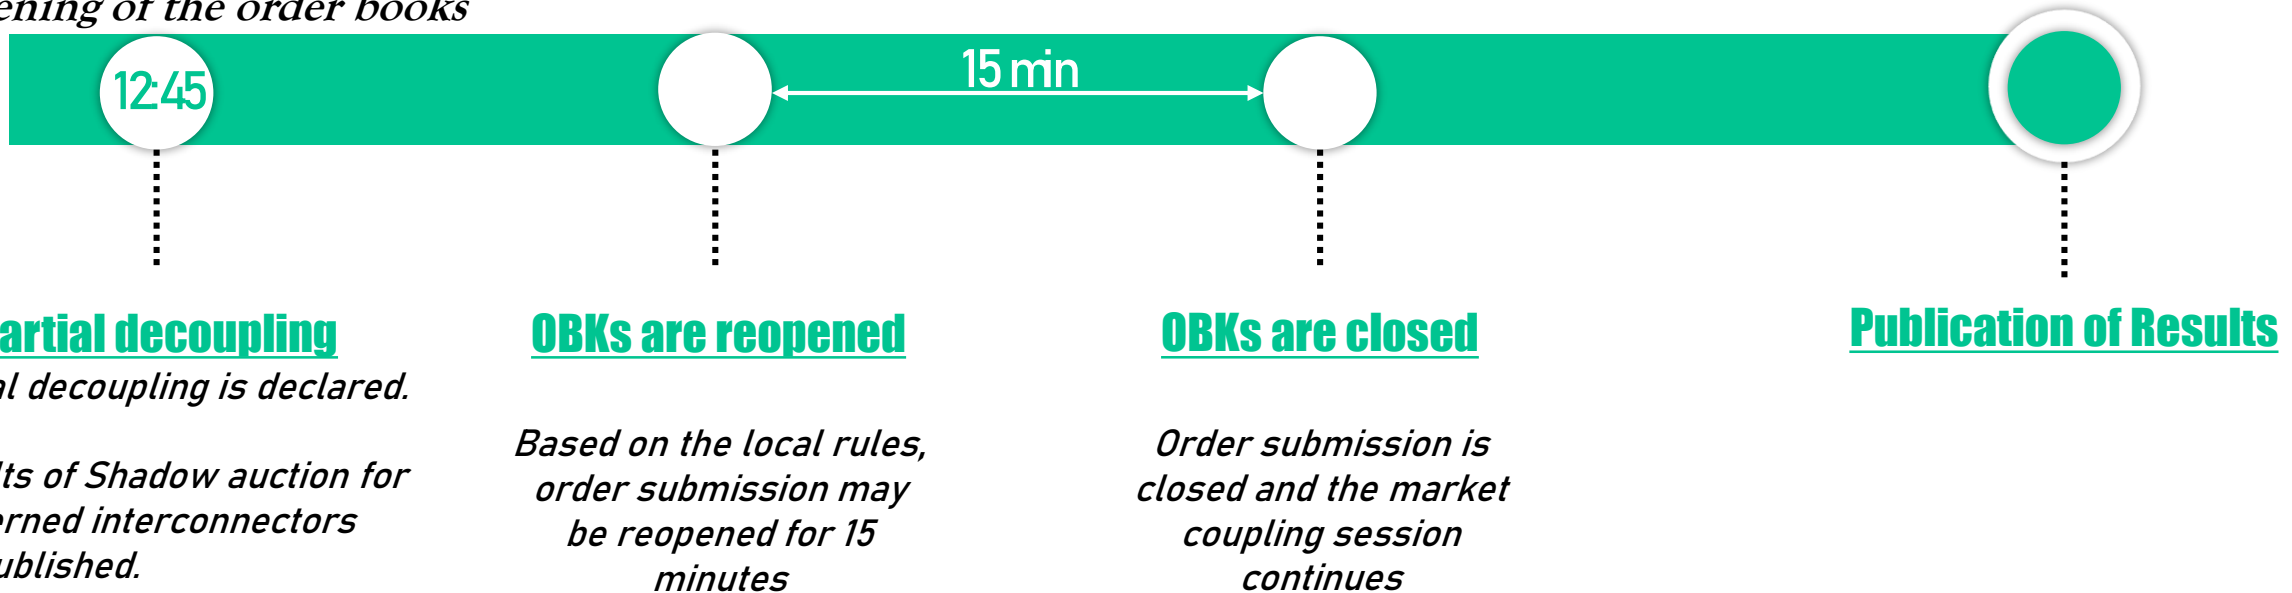 ening of the order books
12:45
15 min
artial decoupling
al decoupling is declared.
lts of Shadow auction for
erned interconnectors
ublished.
OBKs are reopened
Based on the local rules,
order submission may
be reopened for 15
minutes
OBKs are closed
Order submission is
closed and the market
coupling session
continues
Publication of Results